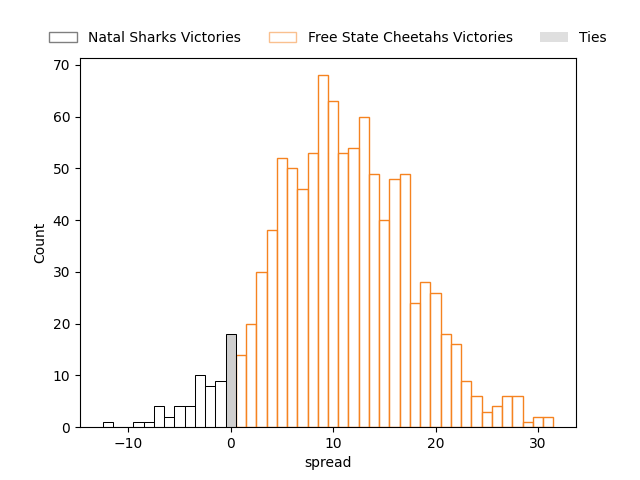 Natal Sharks Victories Free State Cheetahs Victories Ties
70
60
50
40
30
20
10
0
Count
−10 0 10 20 30
spread